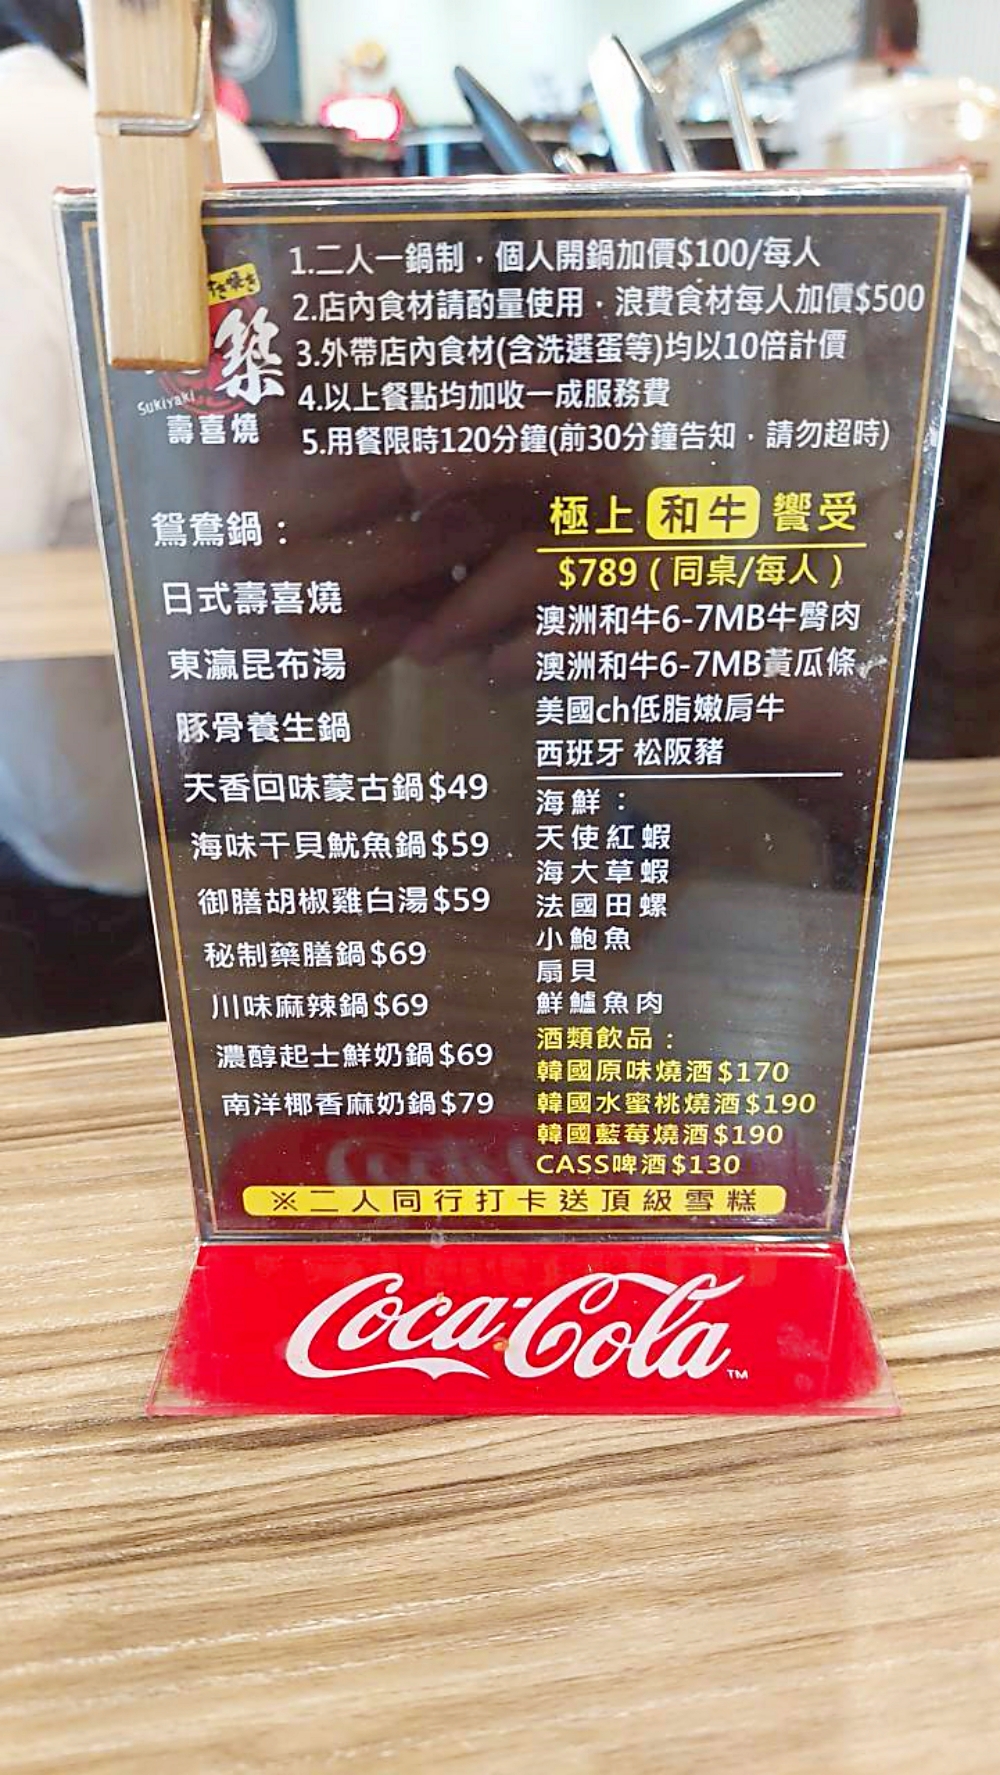 1.二人一鍋制，個人開鍋加價$100/每人
2.店內食材請酌量使用，浪費食材每人加價$500
3.外帶店內食材(含洗選蛋等)均以10倍計價
4.以上餐點均加收一成服務費
5.用餐限時120分鐘(前30分鐘告知，請勿超時)
すき焼き
築
Sukiyaki
壽喜燒
鴛鴦鍋：
日式壽喜燒
東瀛昆布湯
豚骨養生鍋
天香回味蒙古鍋$49
海味干貝魷魚鍋$59
御膳胡椒雞白湯$59
秘制藥膳鍋$69
川味麻辣鍋$69
濃醇起士鮮奶鍋$69
南洋椰香麻奶鍋$79
極上 和牛 饗受
$789 ( 同桌/每人 )
澳洲和牛6-7MB牛臀肉
澳洲和牛6-7MB黃瓜條
美國ch低脂嫩肩牛
西班牙 松阪豬
海鮮：
天使紅蝦
海大草蝦
法國田螺
小鮑魚
扇貝
鮮鱸魚肉
酒類飲品：
韓國原味燒酒$170
韓國水蜜桃燒酒$190
韓國藍莓燒酒$190
CASS啤酒$130
※二人同行打卡送頂級雪糕
Coca-Cola TM